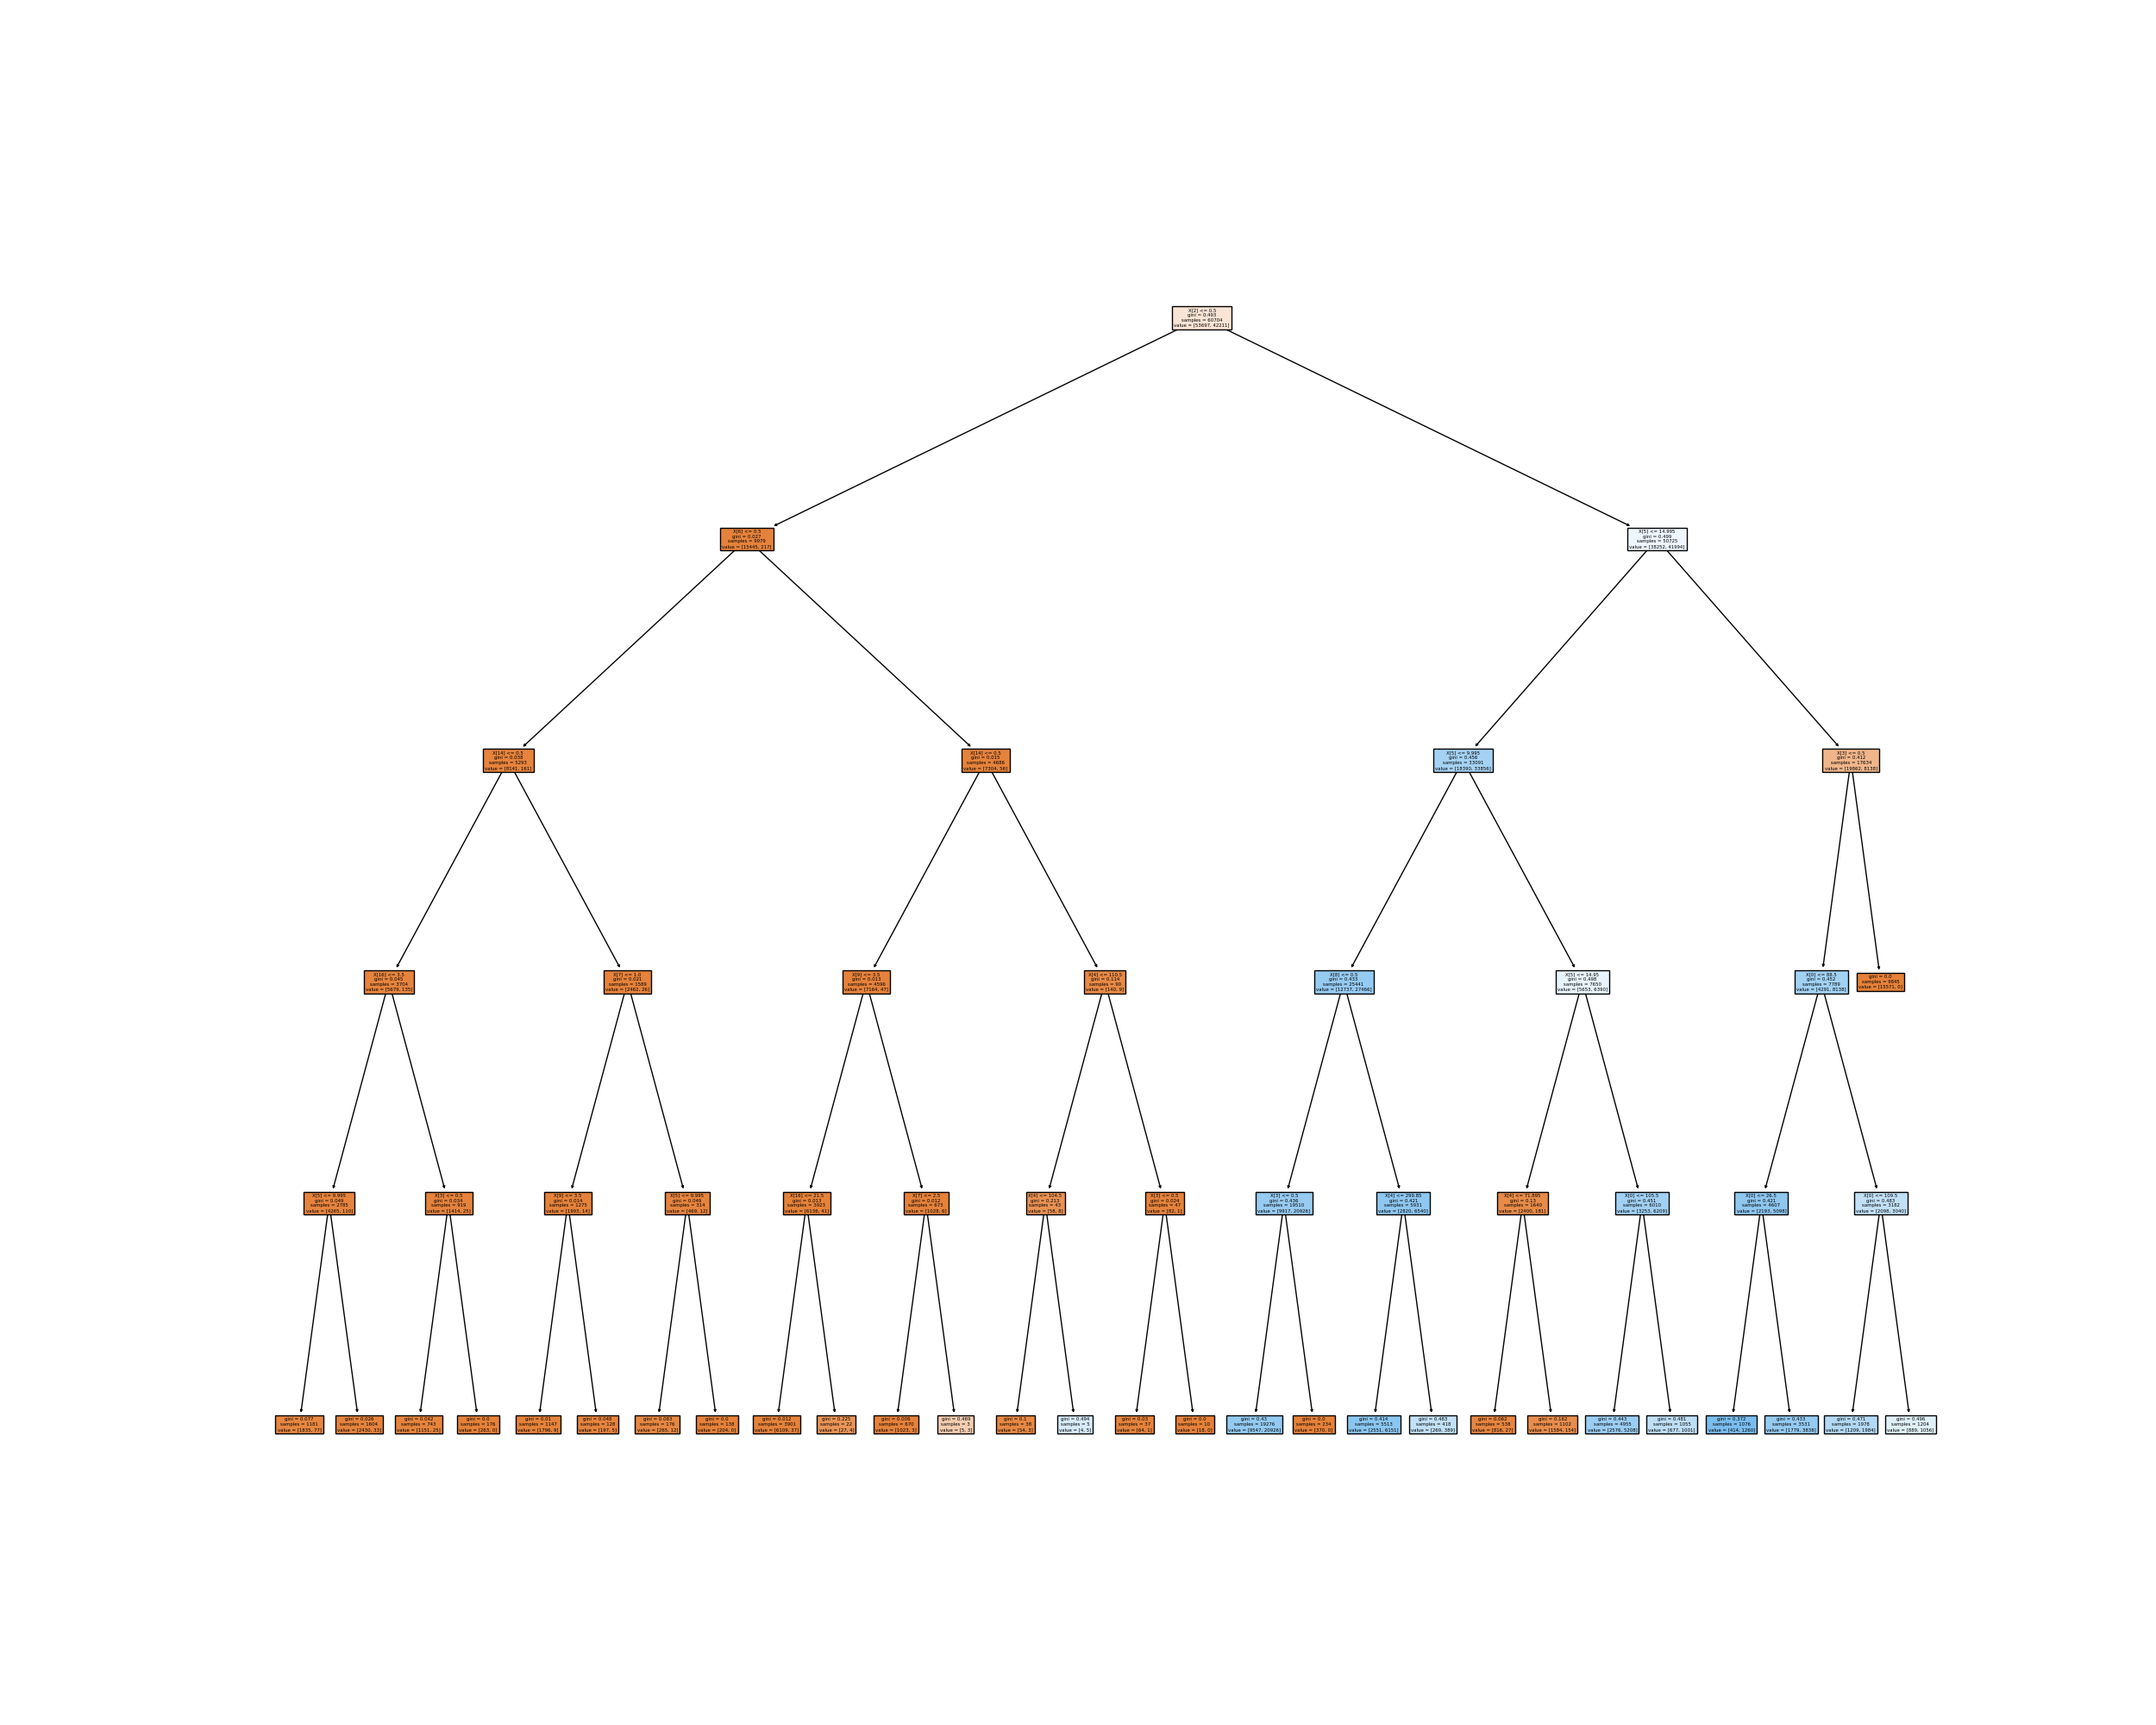 X[2] <= 0.5
gini = 0.493
samples = 60704
value = [53697, 42211]
X[6] <= 0.5
gini = 0.027
samples = 9979
value = [15445, 217]
X[5] <= 14.995
gini = 0.499
samples = 50725
value = [38252, 41994]
X[14] <= 0.5
gini = 0.038
samples = 5293
value = [8141, 161]
X[14] <= 0.5
gini = 0.015
samples = 4686
value = [7304, 56]
X[5] <= 9.995
gini = 0.456
samples = 33091
value = [18390, 33856]
X[3] <= 0.5
gini = 0.412
samples = 17634
value = [19862, 8138]
X[16] <= 1.5
gini = 0.045
samples = 3704
value = [5679, 135]
X[7] <= 1.0
gini = 0.021
samples = 1589
value = [2462, 26]
X[9] <= 3.5
gini = 0.013
samples = 4596
value = [7164, 47]
X[4] <= 110.5
gini = 0.114
samples = 90
value = [140, 9]
X[8] <= 0.5
gini = 0.433
samples = 25441
value = [12737, 27466]
X[5] <= 14.95
gini = 0.498
samples = 7650
value = [5653, 6390]
X[0] <= 88.5
gini = 0.452
samples = 7789
value = [4291, 8138]
gini = 0.0
samples = 9845
value = [15571, 0]
X[5] <= 9.995
gini = 0.049
samples = 2785
value = [4265, 110]
X[3] <= 0.5
gini = 0.034
samples = 919
value = [1414, 25]
X[9] <= 3.5
gini = 0.014
samples = 1275
value = [1993, 14]
X[5] <= 9.995
gini = 0.049
samples = 314
value = [469, 12]
X[16] <= 21.5
gini = 0.013
samples = 3923
value = [6136, 41]
X[7] <= 2.5
gini = 0.012
samples = 673
value = [1028, 6]
X[4] <= 104.5
gini = 0.213
samples = 43
value = [58, 8]
X[3] <= 0.5
gini = 0.024
samples = 47
value = [82, 1]
X[3] <= 0.5
gini = 0.436
samples = 19510
value = [9917, 20926]
X[4] <= 299.85
gini = 0.421
samples = 5931
value = [2820, 6540]
X[4] <= 71.995
gini = 0.13
samples = 1640
value = [2400, 181]
X[0] <= 105.5
gini = 0.451
samples = 6010
value = [3253, 6209]
X[0] <= 26.5
gini = 0.421
samples = 4607
value = [2193, 5098]
X[0] <= 109.5
gini = 0.483
samples = 3182
value = [2098, 3040]
gini = 0.077
samples = 1181
value = [1835, 77]
gini = 0.026
samples = 1604
value = [2430, 33]
gini = 0.042
samples = 743
value = [1151, 25]
gini = 0.0
samples = 176
value = [263, 0]
gini = 0.01
samples = 1147
value = [1796, 9]
gini = 0.048
samples = 128
value = [197, 5]
gini = 0.083
samples = 176
value = [265, 12]
gini = 0.0
samples = 138
value = [204, 0]
gini = 0.012
samples = 3901
value = [6109, 37]
gini = 0.225
samples = 22
value = [27, 4]
gini = 0.006
samples = 670
value = [1023, 3]
gini = 0.469
samples = 3
value = [5, 3]
gini = 0.1
samples = 38
value = [54, 3]
gini = 0.494
samples = 5
value = [4, 5]
gini = 0.03
samples = 37
value = [64, 1]
gini = 0.0
samples = 10
value = [18, 0]
gini = 0.43
samples = 19276
value = [9547, 20926]
gini = 0.0
samples = 234
value = [370, 0]
gini = 0.414
samples = 5513
value = [2551, 6151]
gini = 0.483
samples = 418
value = [269, 389]
gini = 0.062
samples = 538
value = [816, 27]
gini = 0.162
samples = 1102
value = [1584, 154]
gini = 0.443
samples = 4955
value = [2576, 5208]
gini = 0.481
samples = 1055
value = [677, 1001]
gini = 0.372
samples = 1076
value = [414, 1260]
gini = 0.433
samples = 3531
value = [1779, 3838]
gini = 0.471
samples = 1978
value = [1209, 1984]
gini = 0.496
samples = 1204
value = [889, 1056]